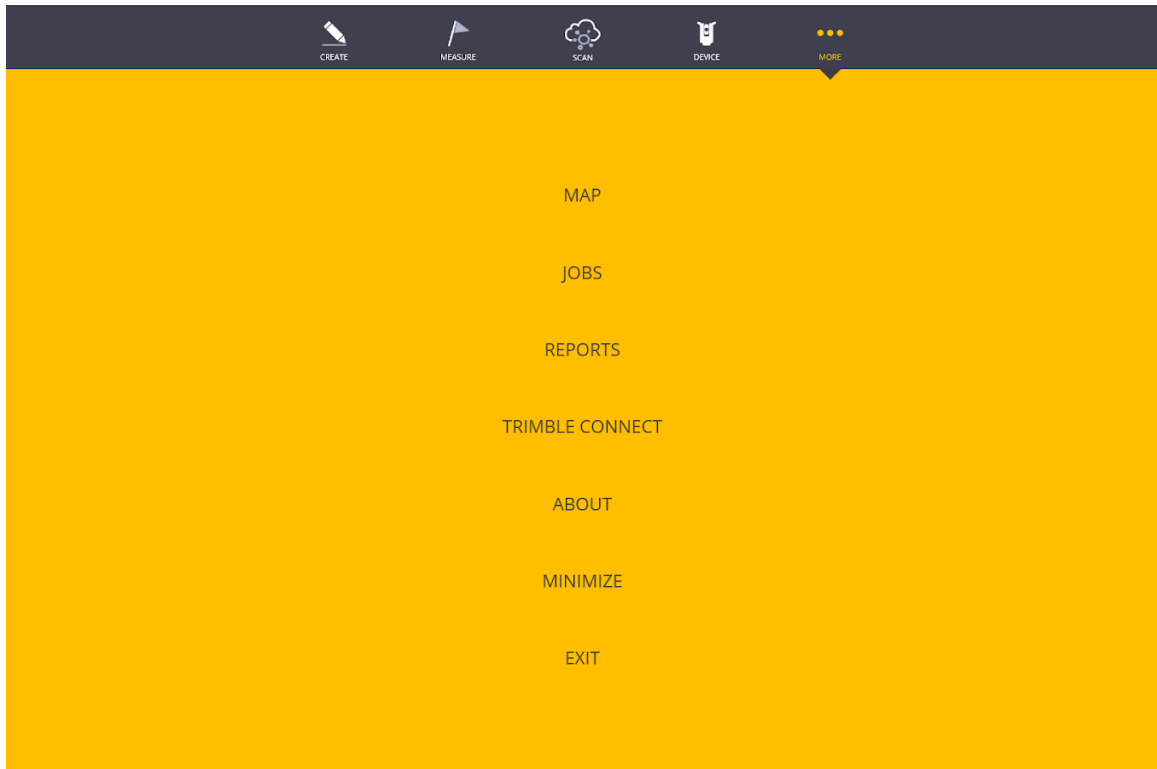 CREATE
MEASURE
SCAN
DEVICE
MORE
MAP
JOBS
REPORTS
TRIMBLE CONNECT
ABOUT
MINIMIZE
EXIT